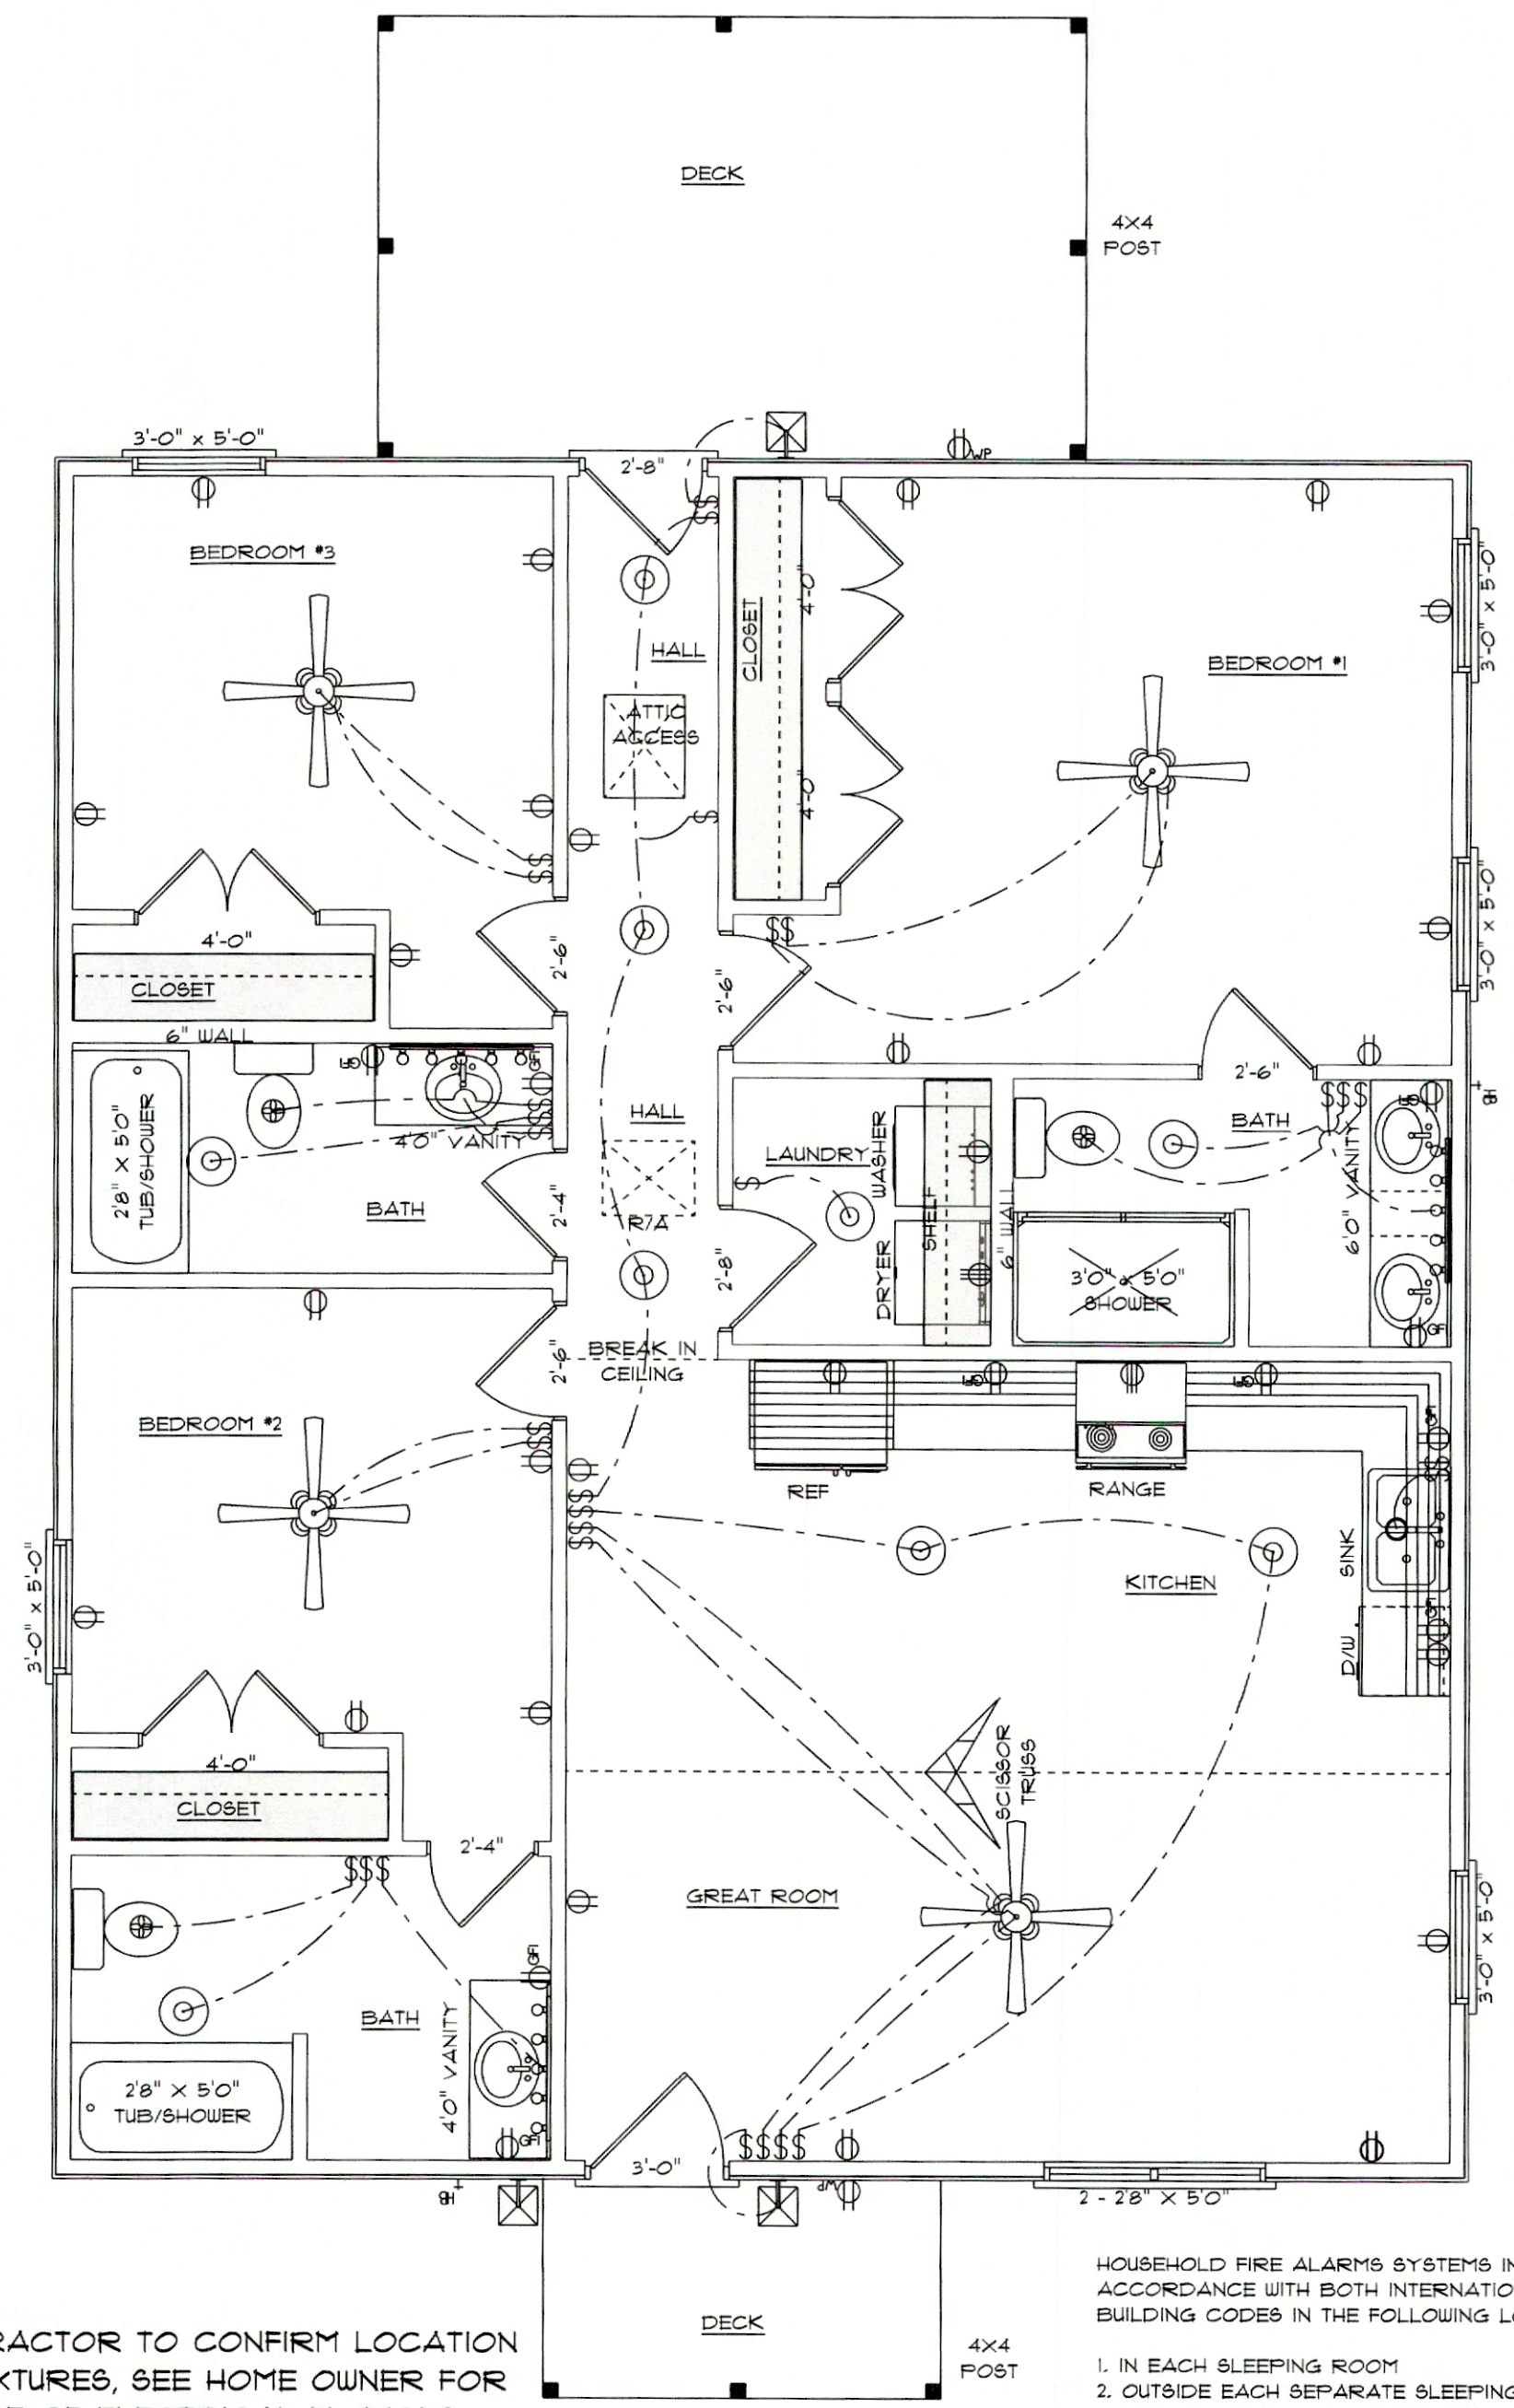 DECK
4X4
POST
3'-0" x 5'-0"
2'-8"
WP
BEDROOM #3
HALL
CLOSET
4'-0"
3'-0" x 5'-0"
BEDROOM #1
ATTIC
ACCESS
4'-0"
3'-0" x 5'-0"
4'-0"
CLOSET
2'-6"
2'-6"
6" WALL
GFI
GFI
2'-6"
HB
2'8" X 5'0"
TUB/SHOWER
4'0" VANITY
HALL
LAUNDRY
WASHER
BATH
GFI
6'0" VANITY
BATH
2'-4"
R/A
SHELF
6" WALL
DRYER
2'-8"
3'0" x 5'0"
SHOWER
GFI
2'-6"
BREAK IN
CEILING
GFI
GFI
GFI
BEDROOM #2
REF
RANGE
SINK
KITCHEN
3'-0" x 5'-0"
GFI
D/W
SCISSOR
TRUSS
4'-0"
CLOSET
2'-4"
GREAT ROOM
3'-0" x 5'-0"
GFI
BATH
4'0" VANITY
2'8" X 5'0"
TUB/SHOWER
GFI
3'-0"
HB
WP
2 - 2'8" X 5'0"
DECK
4X4
POST
HOUSEHOLD FIRE ALARMS SYSTEMS IN
ACCORDANCE WITH BOTH INTERNATIO
BUILDING CODES IN THE FOLLOWING L
1. IN EACH SLEEPING ROOM
2. OUTSIDE EACH SEPARATE SLEEPING
RACTOR TO CONFIRM LOCATION
XTURES, SEE HOME OWNER FOR